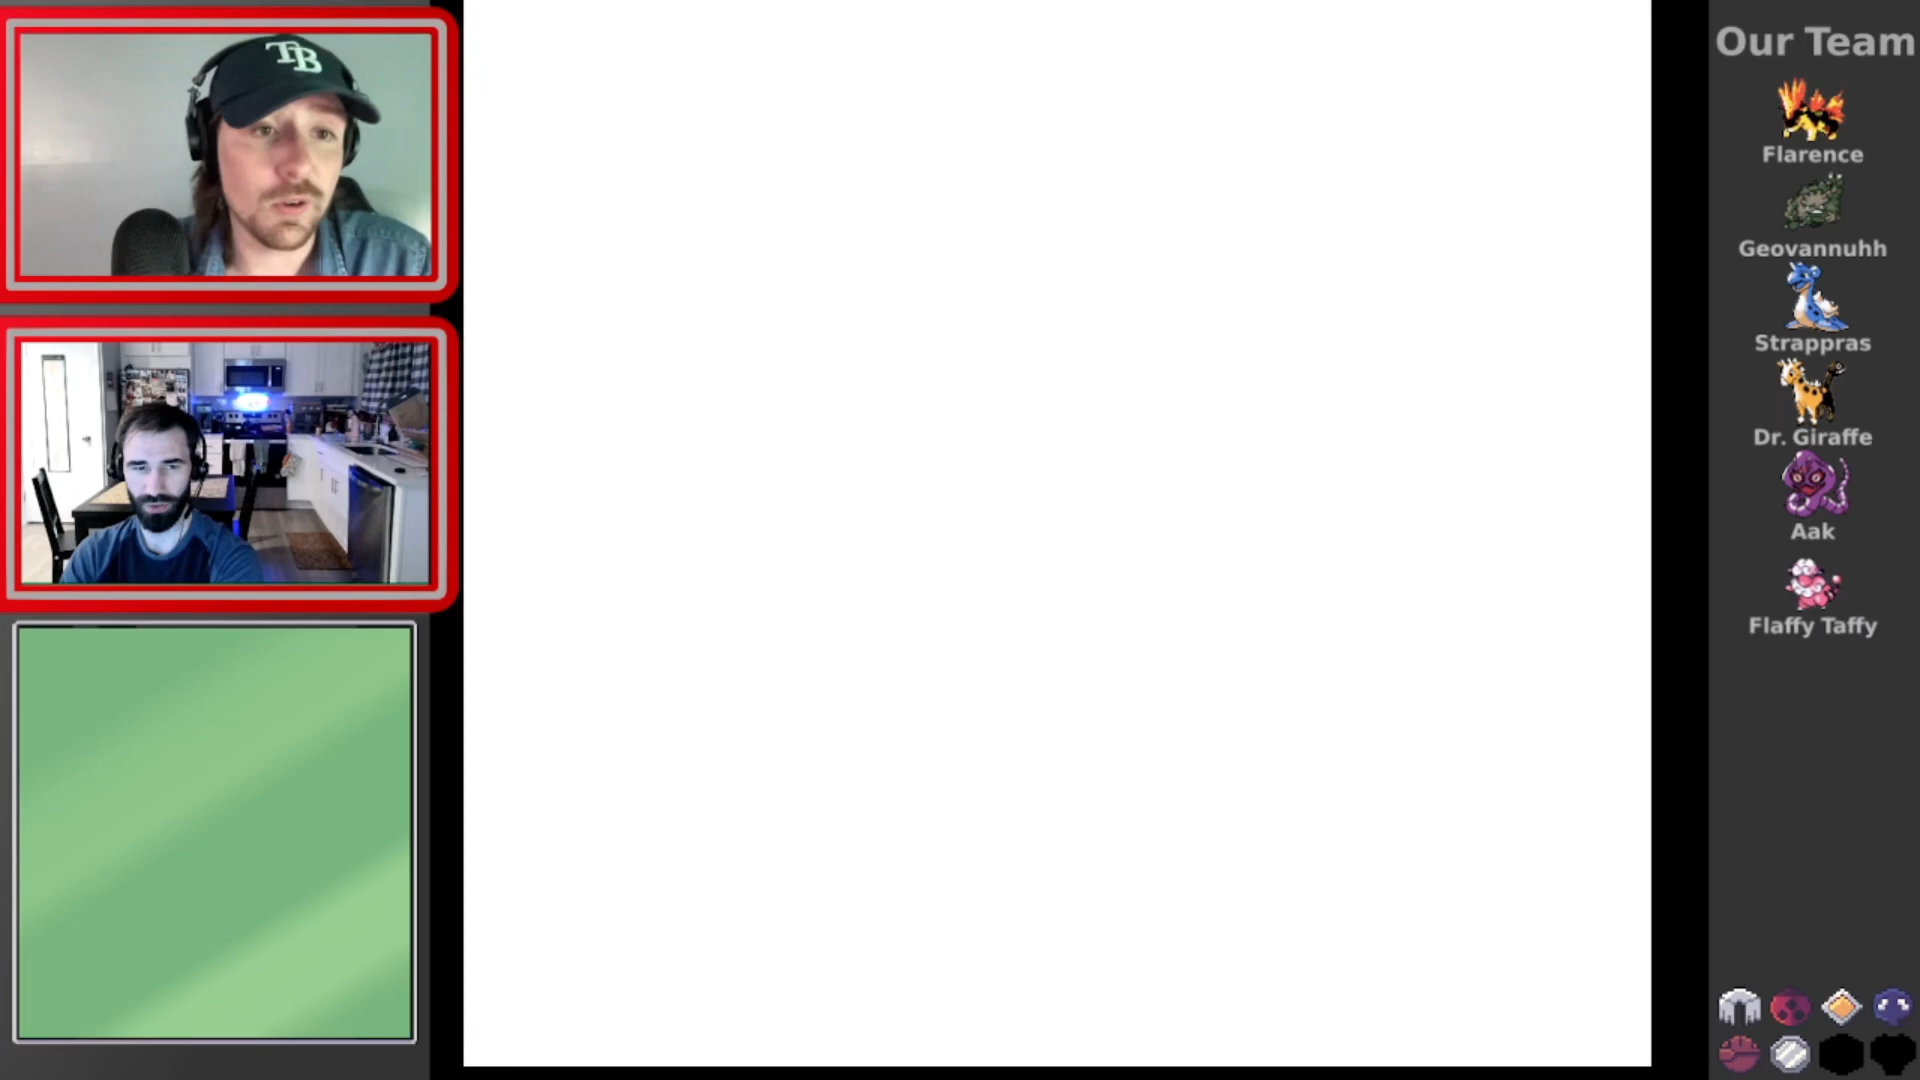 TB
Our Team
Flarence
Geovannuhh
Strappras
Dr. Giraffe
Aak
Flaffy Taffy